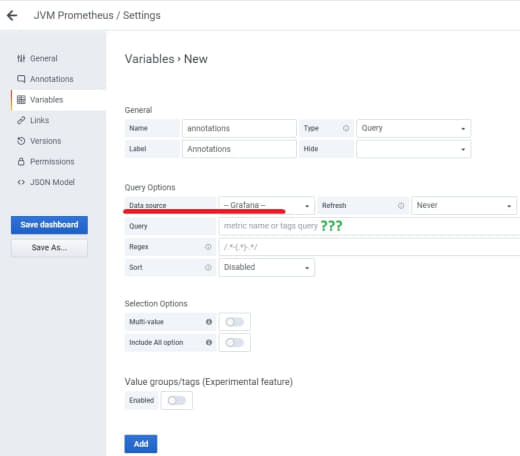 JVM Prometheus / Settings
General
Annotations
Variables
Links
Versions
Permissions
JSON Model
Save dashboard
Save As...
Variables › New
General
Name annotations Type Query
Label Annotations Hide
Query Options
Data source -- Grafana -- Refresh Never
Query metric name or tags query ???
Regex /.*-(.*)-.*/
Sort Disabled
Selection Options
Multi-value
Include All option
Value groups/tags (Experimental feature)
Enabled
Add